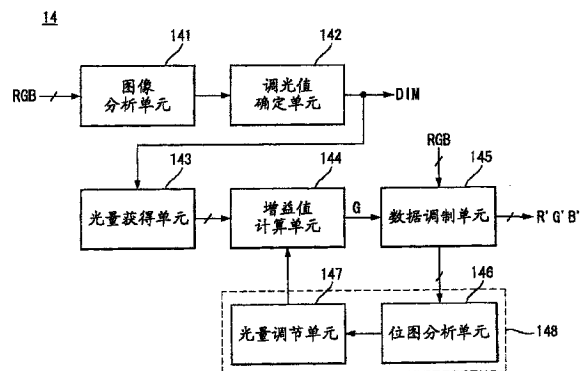 14
141
142
RGB
图像
分析单元
调光值
确定单元
DIM
143
144
RGB
145
光量获得单元
增益值
计算单元
G
数据调制单元
R'G'B'
147
146
光量调节单元
位图分析单元
148